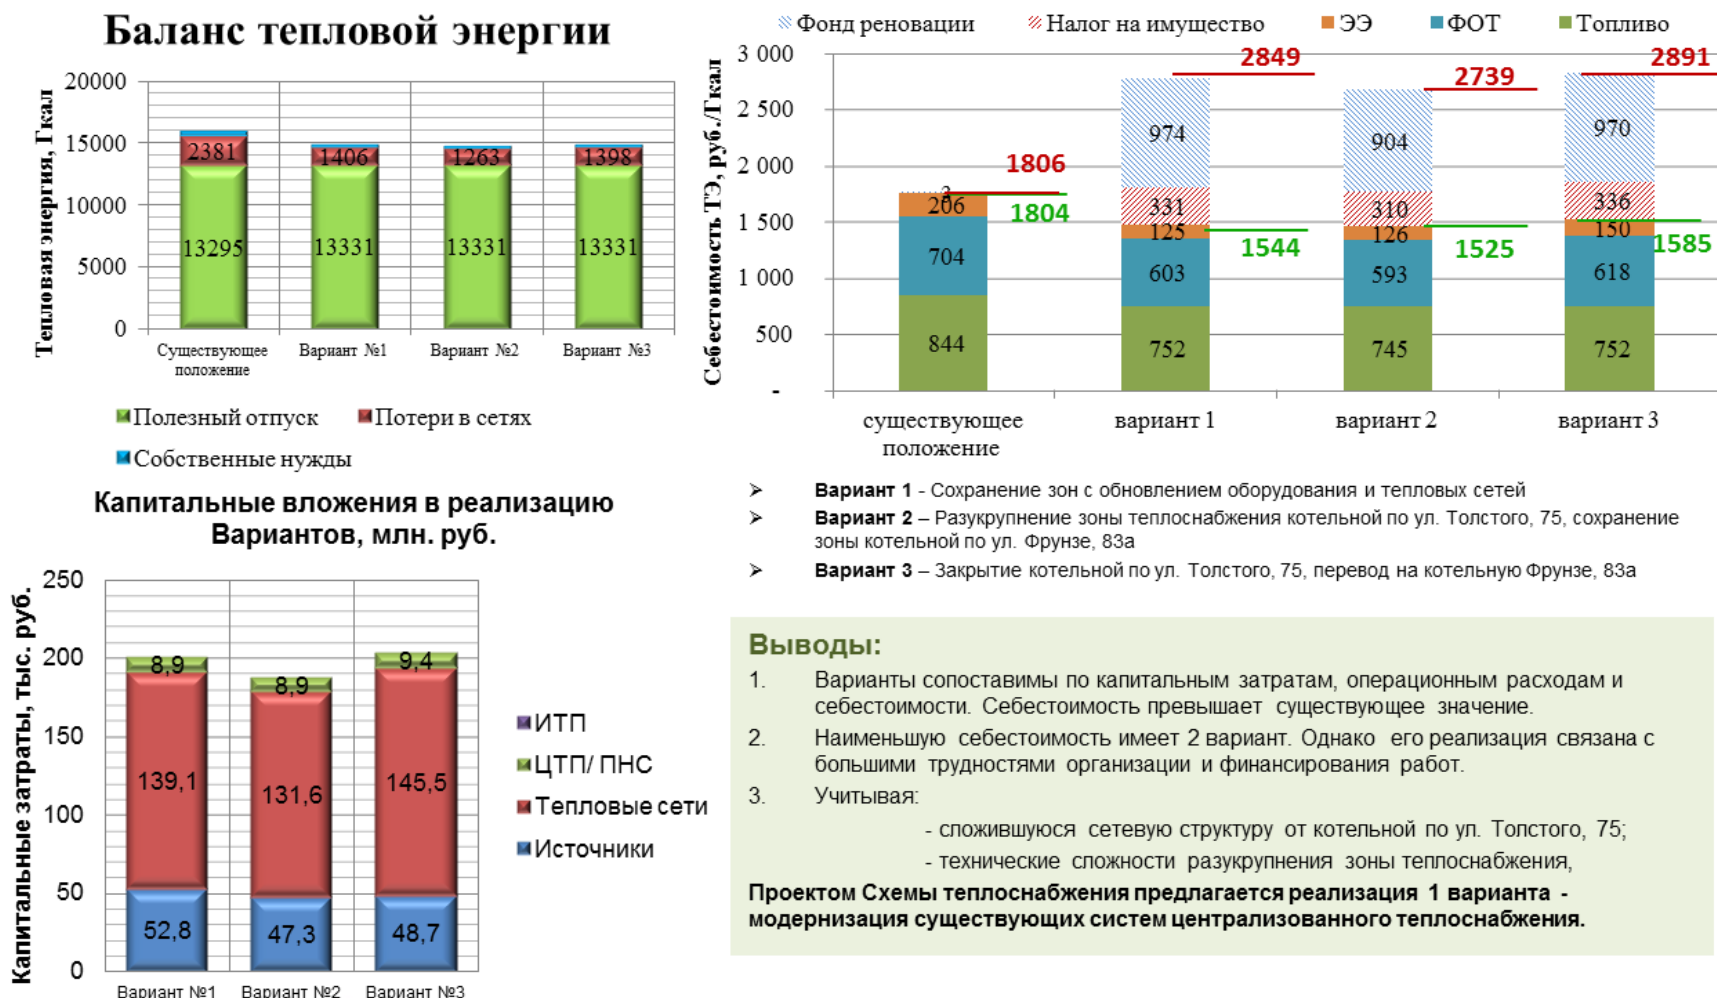 Баланс тепловой энергии
Тепловая энергия, Гкал
20000
15000
10000
5000
0
2381
1406
1263
1398
13295
13331
13331
13331
Существующее
положение
Вариант №1
Вариант №2
Вариант №3
Полезный отпуск
Потери в сетях
Собственные нужды
Капитальные вложения в реализацию
Вариантов, млн. руб.
Капитальные затраты, тыс. руб.
250
200
150
100
50
0
8,9
8,9
9,4
139,1
131,6
145,5
52,8
47,3
48,7
Вариант №1
Вариант №2
Вариант №3
ИТП
ЦТП/ ПНС
Тепловые сети
Источники
Фонд реновации
Налог на имущество
ЭЭ
ФОТ
Топливо
Себестоимость ТЭ, руб./Гкал
3 000
2 500
2 000
1 500
1 000
500
-
2849
2739
2891
974
904
970
1806
3
331
310
336
206
1804
125
1544
126
1525
150
1585
704
603
593
618
844
752
745
752
существующее
положение
вариант 1
вариант 2
вариант 3
Вариант 1 - Сохранение зон с обновлением оборудования и тепловых сетей
Вариант 2 – Разукрупнение зоны теплоснабжения котельной по ул. Толстого, 75, сохранение
зоны котельной по ул. Фрунзе, 83а
Вариант 3 – Закрытие котельной по ул. Толстого, 75, перевод на котельную Фрунзе, 83а
Выводы:
1. Варианты сопоставимы по капитальным затратам, операционным расходам и
себестоимости. Себестоимость превышает существующее значение.
2. Наименьшую себестоимость имеет 2 вариант. Однако его реализация связана с
большими трудностями организации и финансирования работ.
3. Учитывая:
- сложившуюся сетевую структуру от котельной по ул. Толстого, 75;
- технические сложности разукрупнения зоны теплоснабжения,
Проектом Схемы теплоснабжения предлагается реализация 1 варианта -
модернизация существующих систем централизованного теплоснабжения.